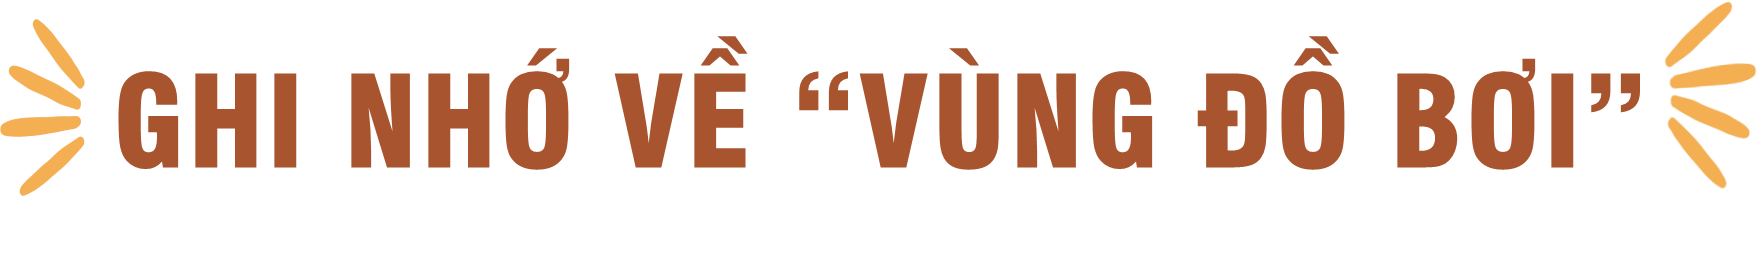 GHI NHỚ VỀ “VÙNG ĐỒ BƠI”